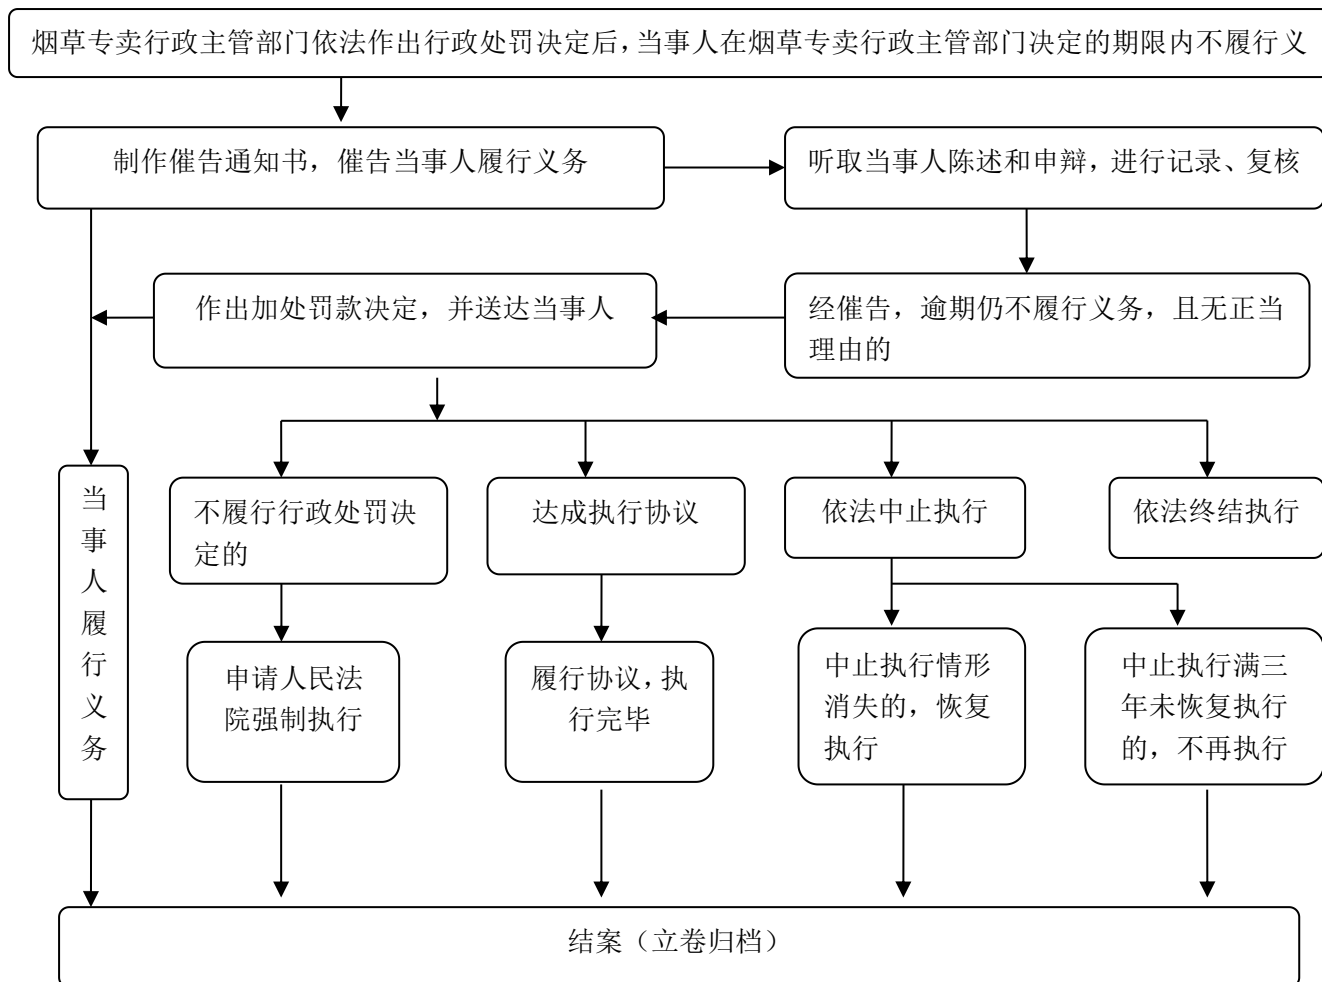 烟草专卖行政主管部门依法作出行政处罚决定后，当事人在烟草专卖行政主管部门决定的期限内不履行义
制作催告通知书，催告当事人履行义务
听取当事人陈述和申辩，进行记录、复核
作出加处罚款决定，并送达当事人
经催告，逾期仍不履行义务，且无正当
理由的
当事人履行义务
不履行行政处罚决
定的
达成执行协议
依法中止执行
依法终结执行
申请人民法
院强制执行
履行协议，执
行完毕
中止执行情形
消失的，恢复
执行
中止执行满三
年未恢复执行
的，不再执行
结案（立卷归档）